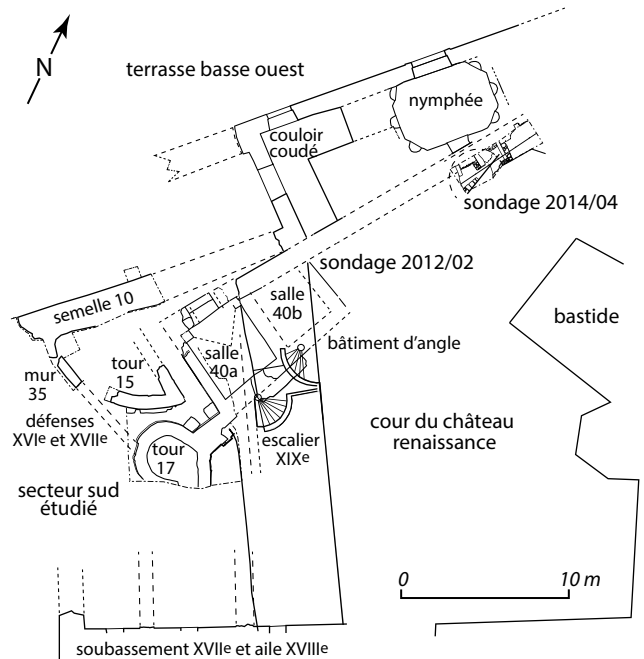 N
terrasse basse ouest
nymphée
couloir
coudé
sondage 2014/04
sondage 2012/02
semelle 10
salle
40b
bastide
mur
35
tour
15
salle
40a
bâtiment d'angle
défenses
XVIe et XVIIe
tour
17
escalier
XIXe
cour du château
renaissance
secteur sud
étudié
0
10 m
soubassement XVIIe et aile XVIIIe